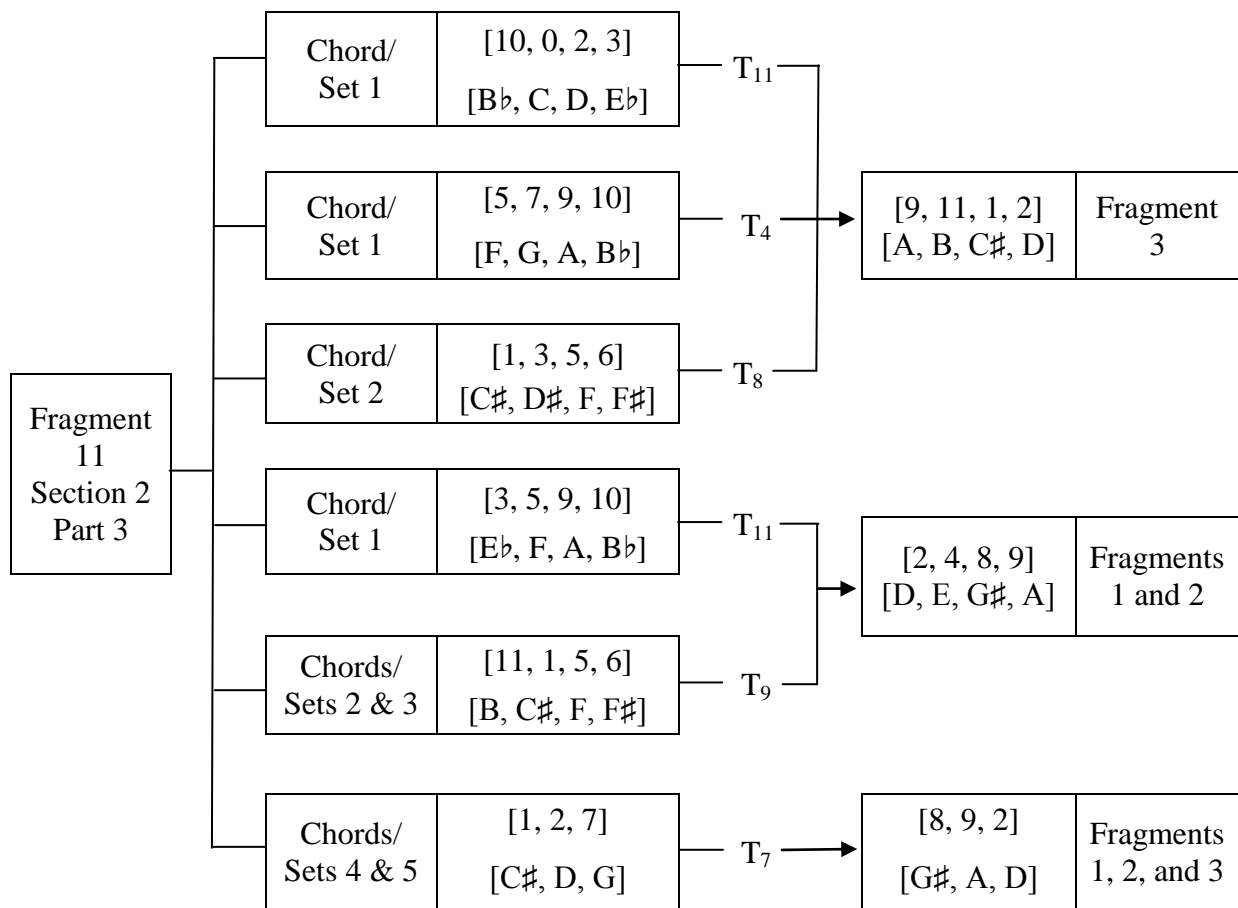 Chord/
Set 1
[10, 0, 2, 3]
[B♭, C, D, E♭]
T₁₁
Chord/
Set 1
[5, 7, 9, 10]
[F, G, A, B♭]
T₄
[9, 11, 1, 2]
[A, B, C♯, D]
Fragment
3
Chord/
Set 2
[1, 3, 5, 6]
[C♯, D♯, F, F♯]
T₈
Fragment
11
Section 2
Part 3
Chord/
Set 1
[3, 5, 9, 10]
[E♭, F, A, B♭]
T₁₁
[2, 4, 8, 9]
[D, E, G♯, A]
Fragments
1 and 2
Chords/
Sets 2 & 3
[11, 1, 5, 6]
[B, C♯, F, F♯]
T₉
Chords/
Sets 4 & 5
[1, 2, 7]
[C♯, D, G]
T₇
[8, 9, 2]
[G♯, A, D]
Fragments
1, 2, and 3